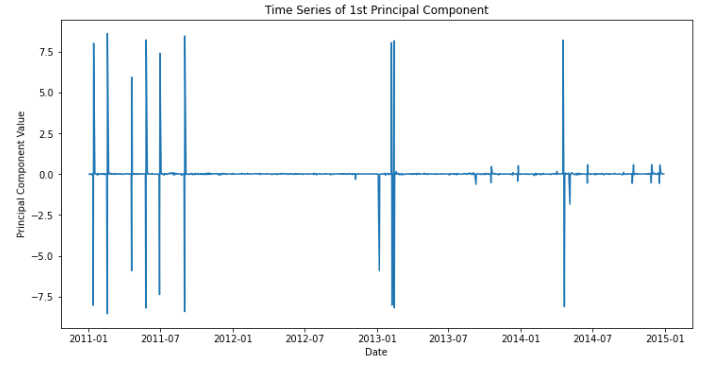 Time Series of 1st Principal Component
Principal Component Value
7.5
5.0
2.5
0.0
−2.5
−5.0
−7.5
2011-01 2011-07 2012-01 2012-07 2013-01 2013-07 2014-01 2014-07 2015-01
Date